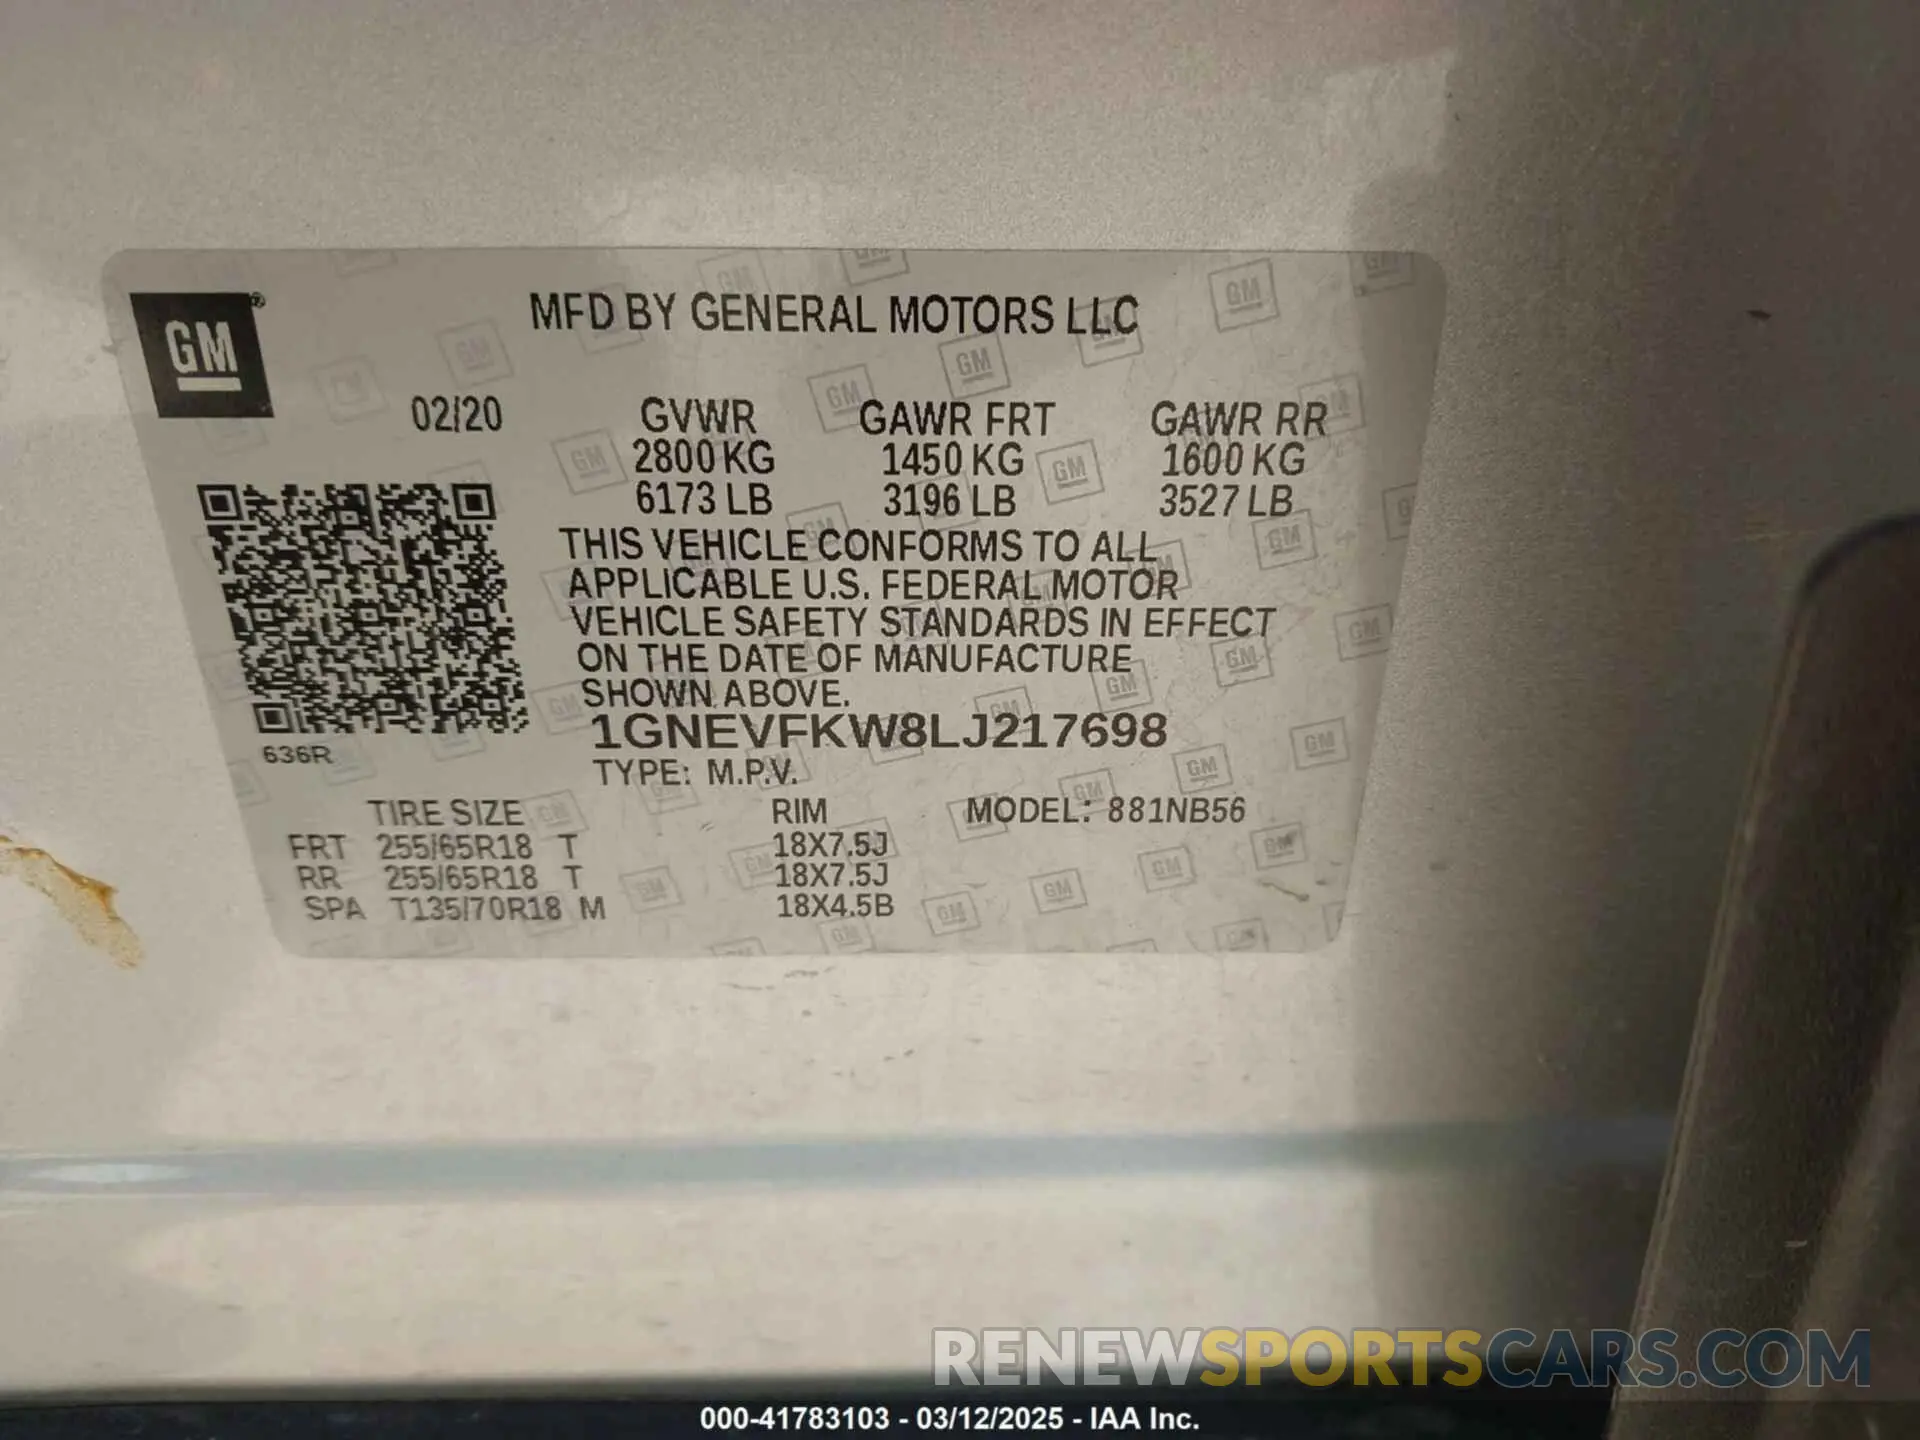 GM
MFD BY GENERAL MOTORS LLC
02/20 GVWR GAWR FRT GAWR RR
2800 KG 1450 KG 1600 KG
6173 LB 3196 LB 3527 LB
THIS VEHICLE CONFORMS TO ALL
APPLICABLE U.S. FEDERAL MOTOR
VEHICLE SAFETY STANDARDS IN EFFECT
ON THE DATE OF MANUFACTURE
SHOWN ABOVE.
1GNEVFKW8LJ217698
636R
TYPE: M.P.V.
TIRE SIZE RIM MODEL: 881NB56
FRT 255/65R18 T 18X7.5J
RR 255/65R18 T 18X7.5J
SPA T135/70R18 M 18X4.5B
RENEWSPORTSCARS.COM
000-41783103 - 03/12/2025 - IAA Inc.